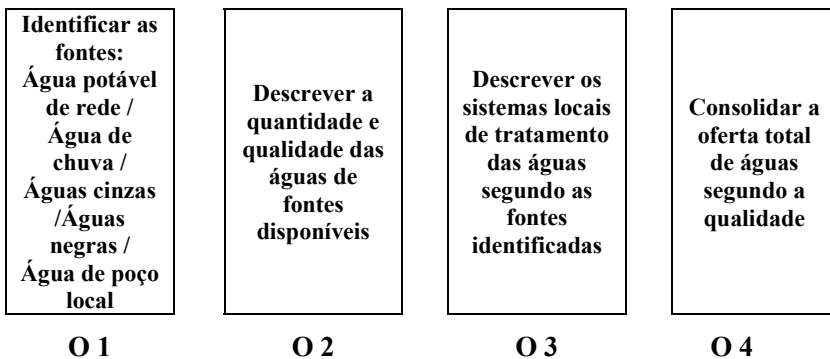 Identificar as
fontes:
Água potável
de rede /
Água de
chuva /
Águas cinzas
/Águas
negras /
Água de poço
local
Descrever a
quantidade e
qualidade das
águas de
fontes
disponíveis
Descrever os
sistemas locais
de tratamento
das águas
segundo as
fontes
identificadas
Consolidar a
oferta total
de águas
segundo a
qualidade
O 1
O 2
O 3
O 4